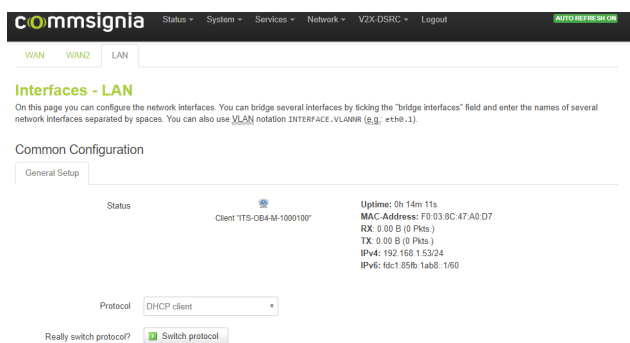 commsignia
Status System Services Network V2X-DSRC Logout AUTO REFRESH ON
WAN WAN2 LAN
Interfaces - LAN
On this page you can configure the network interfaces. You can bridge several interfaces by ticking the "bridge interfaces" field and enter the names of several
network interfaces separated by spaces. You can also use VLAN notation INTERFACE.VLANNR (e.g.: eth0.1).
Common Configuration
General Setup
Status
Client "ITS-OB4-M-1000100"
Uptime: 0h 14m 11s
MAC-Address: F0:03:8C:47:A0:D7
RX: 0.00 B (0 Pkts.)
TX: 0.00 B (0 Pkts.)
IPv4: 192.168.1.53/24
IPv6: fdc1:85fb:1ab8::1/60
Protocol DHCP client
Really switch protocol? Switch protocol